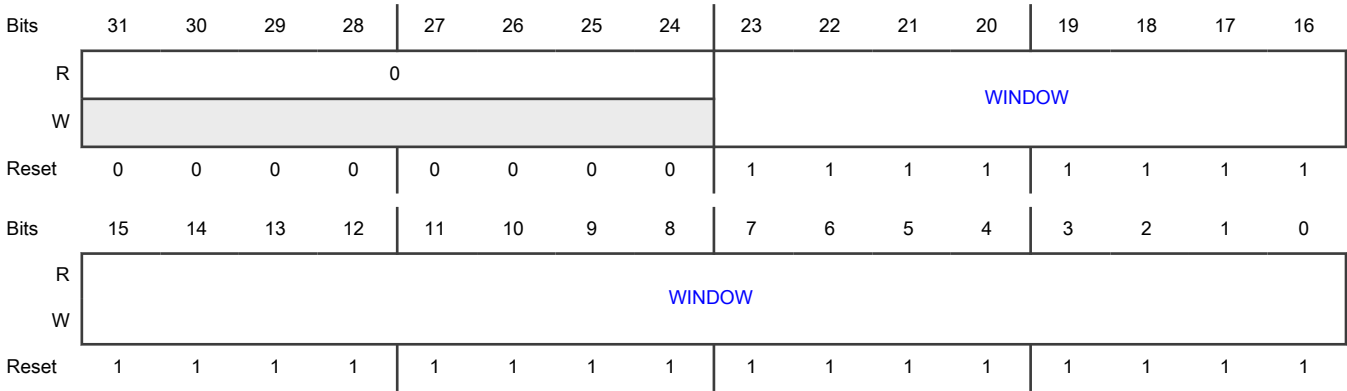 Bits 31 30 29 28 27 26 25 24 23 22 21 20 19 18 17 16
R 0
WINDOW
W
Reset 0 0 0 0 0 0 0 0 1 1 1 1 1 1 1 1
Bits 15 14 13 12 11 10 9 8 7 6 5 4 3 2 1 0
R
WINDOW
W
Reset 1 1 1 1 1 1 1 1 1 1 1 1 1 1 1 1